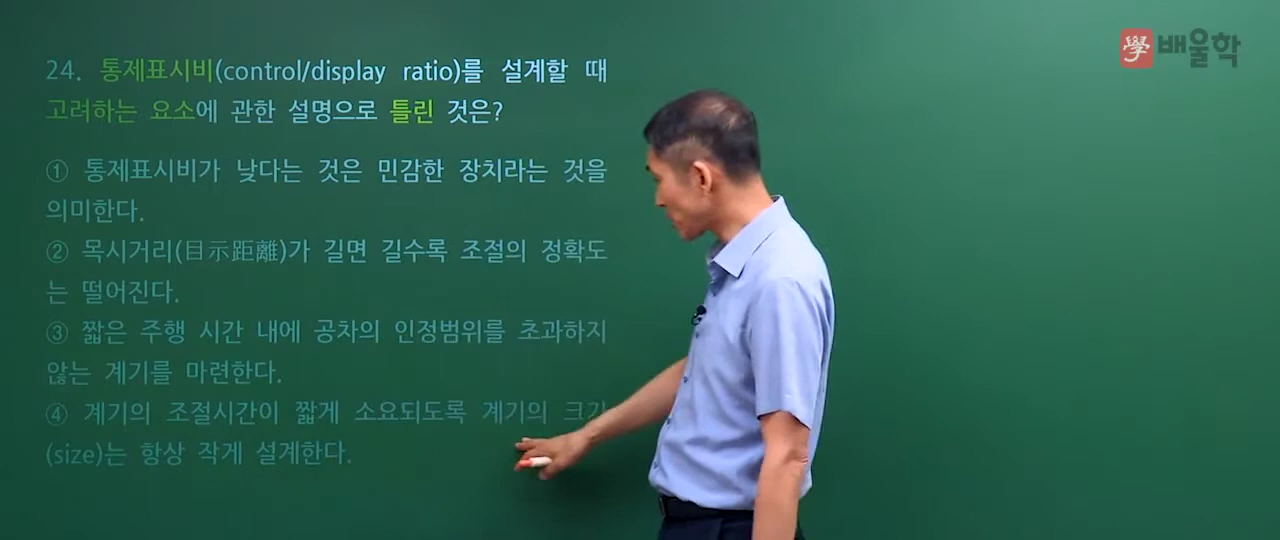 學배울학
24. 통제표시비(control/display ratio)를 설계할 때
고려하는 요소에 관한 설명으로 틀린 것은?
① 통제표시비가 낮다는 것은 민감한 장치라는 것을
의미한다.
② 목시거리(目示距離)가 길면 길수록 조절의 정확도
는 떨어진다.
③ 짧은 주행 시간 내에 공차의 인정범위를 초과하지
않는 계기를 마련한다.
④ 계기의 조절시간이 짧게 소요되도록 계기의 크기
(size)는 항상 작게 설계한다.